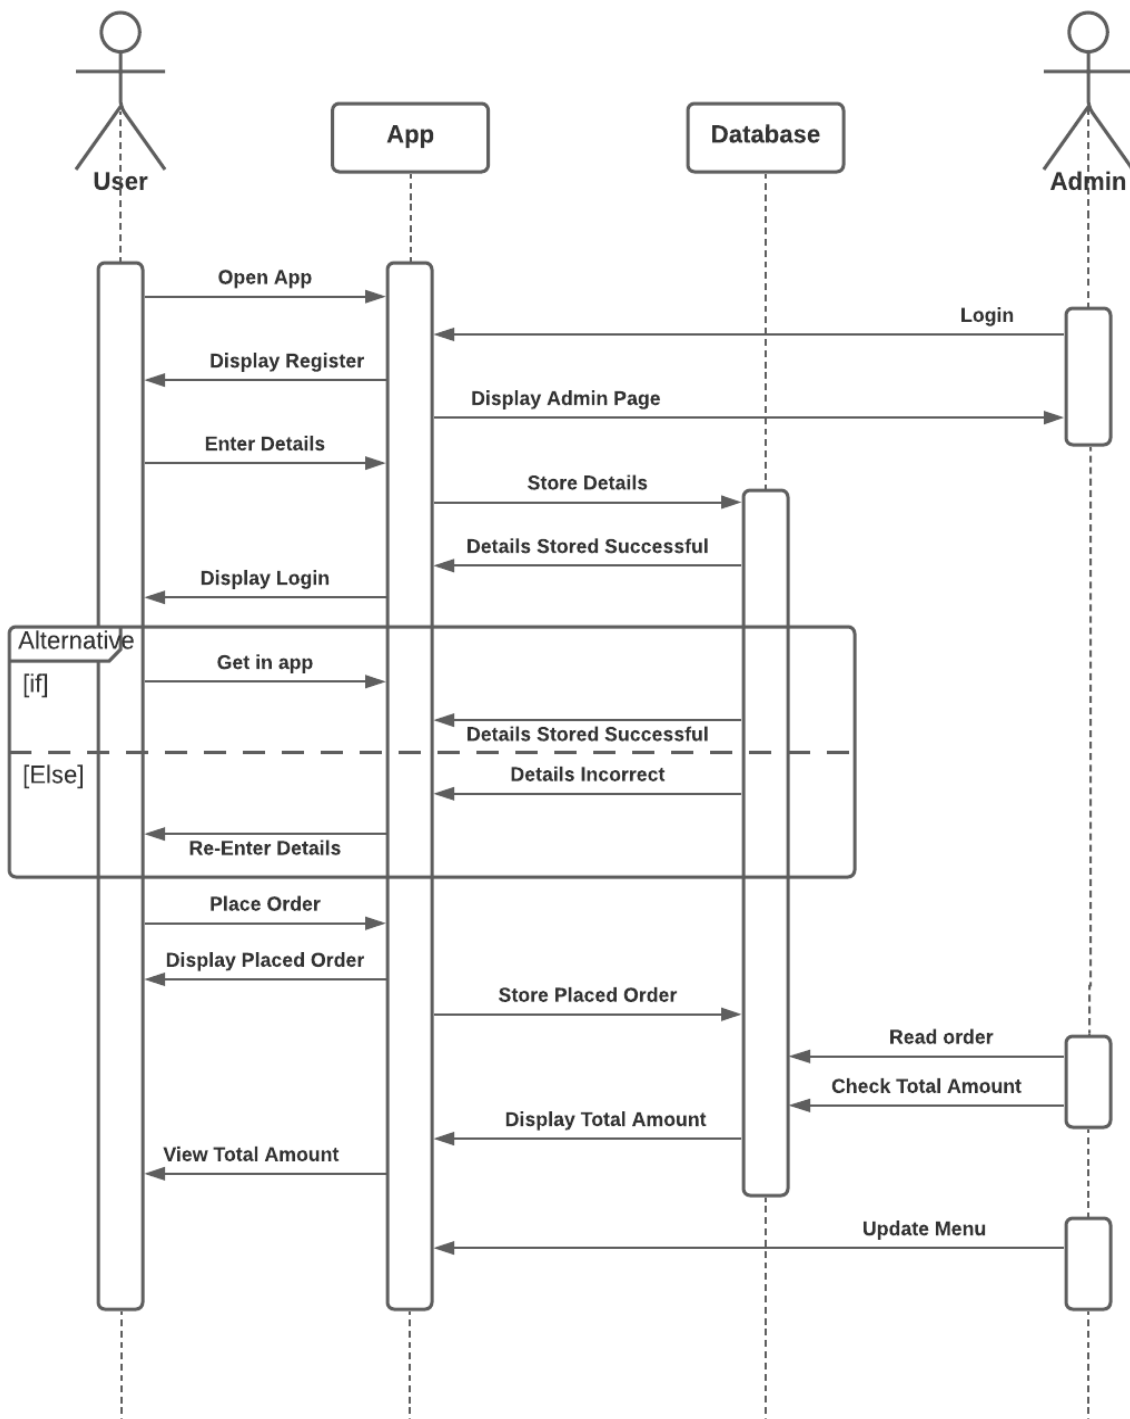 App
Database
User
Admin
Open App
Login
Display Register
Display Admin Page
Enter Details
Store Details
Details Stored Successful
Display Login
Alternative
Get in app
[if]
Details Stored Successful
[Else]
Details Incorrect
Re-Enter Details
Place Order
Display Placed Order
Store Placed Order
Read order
Check Total Amount
Display Total Amount
View Total Amount
Update Menu